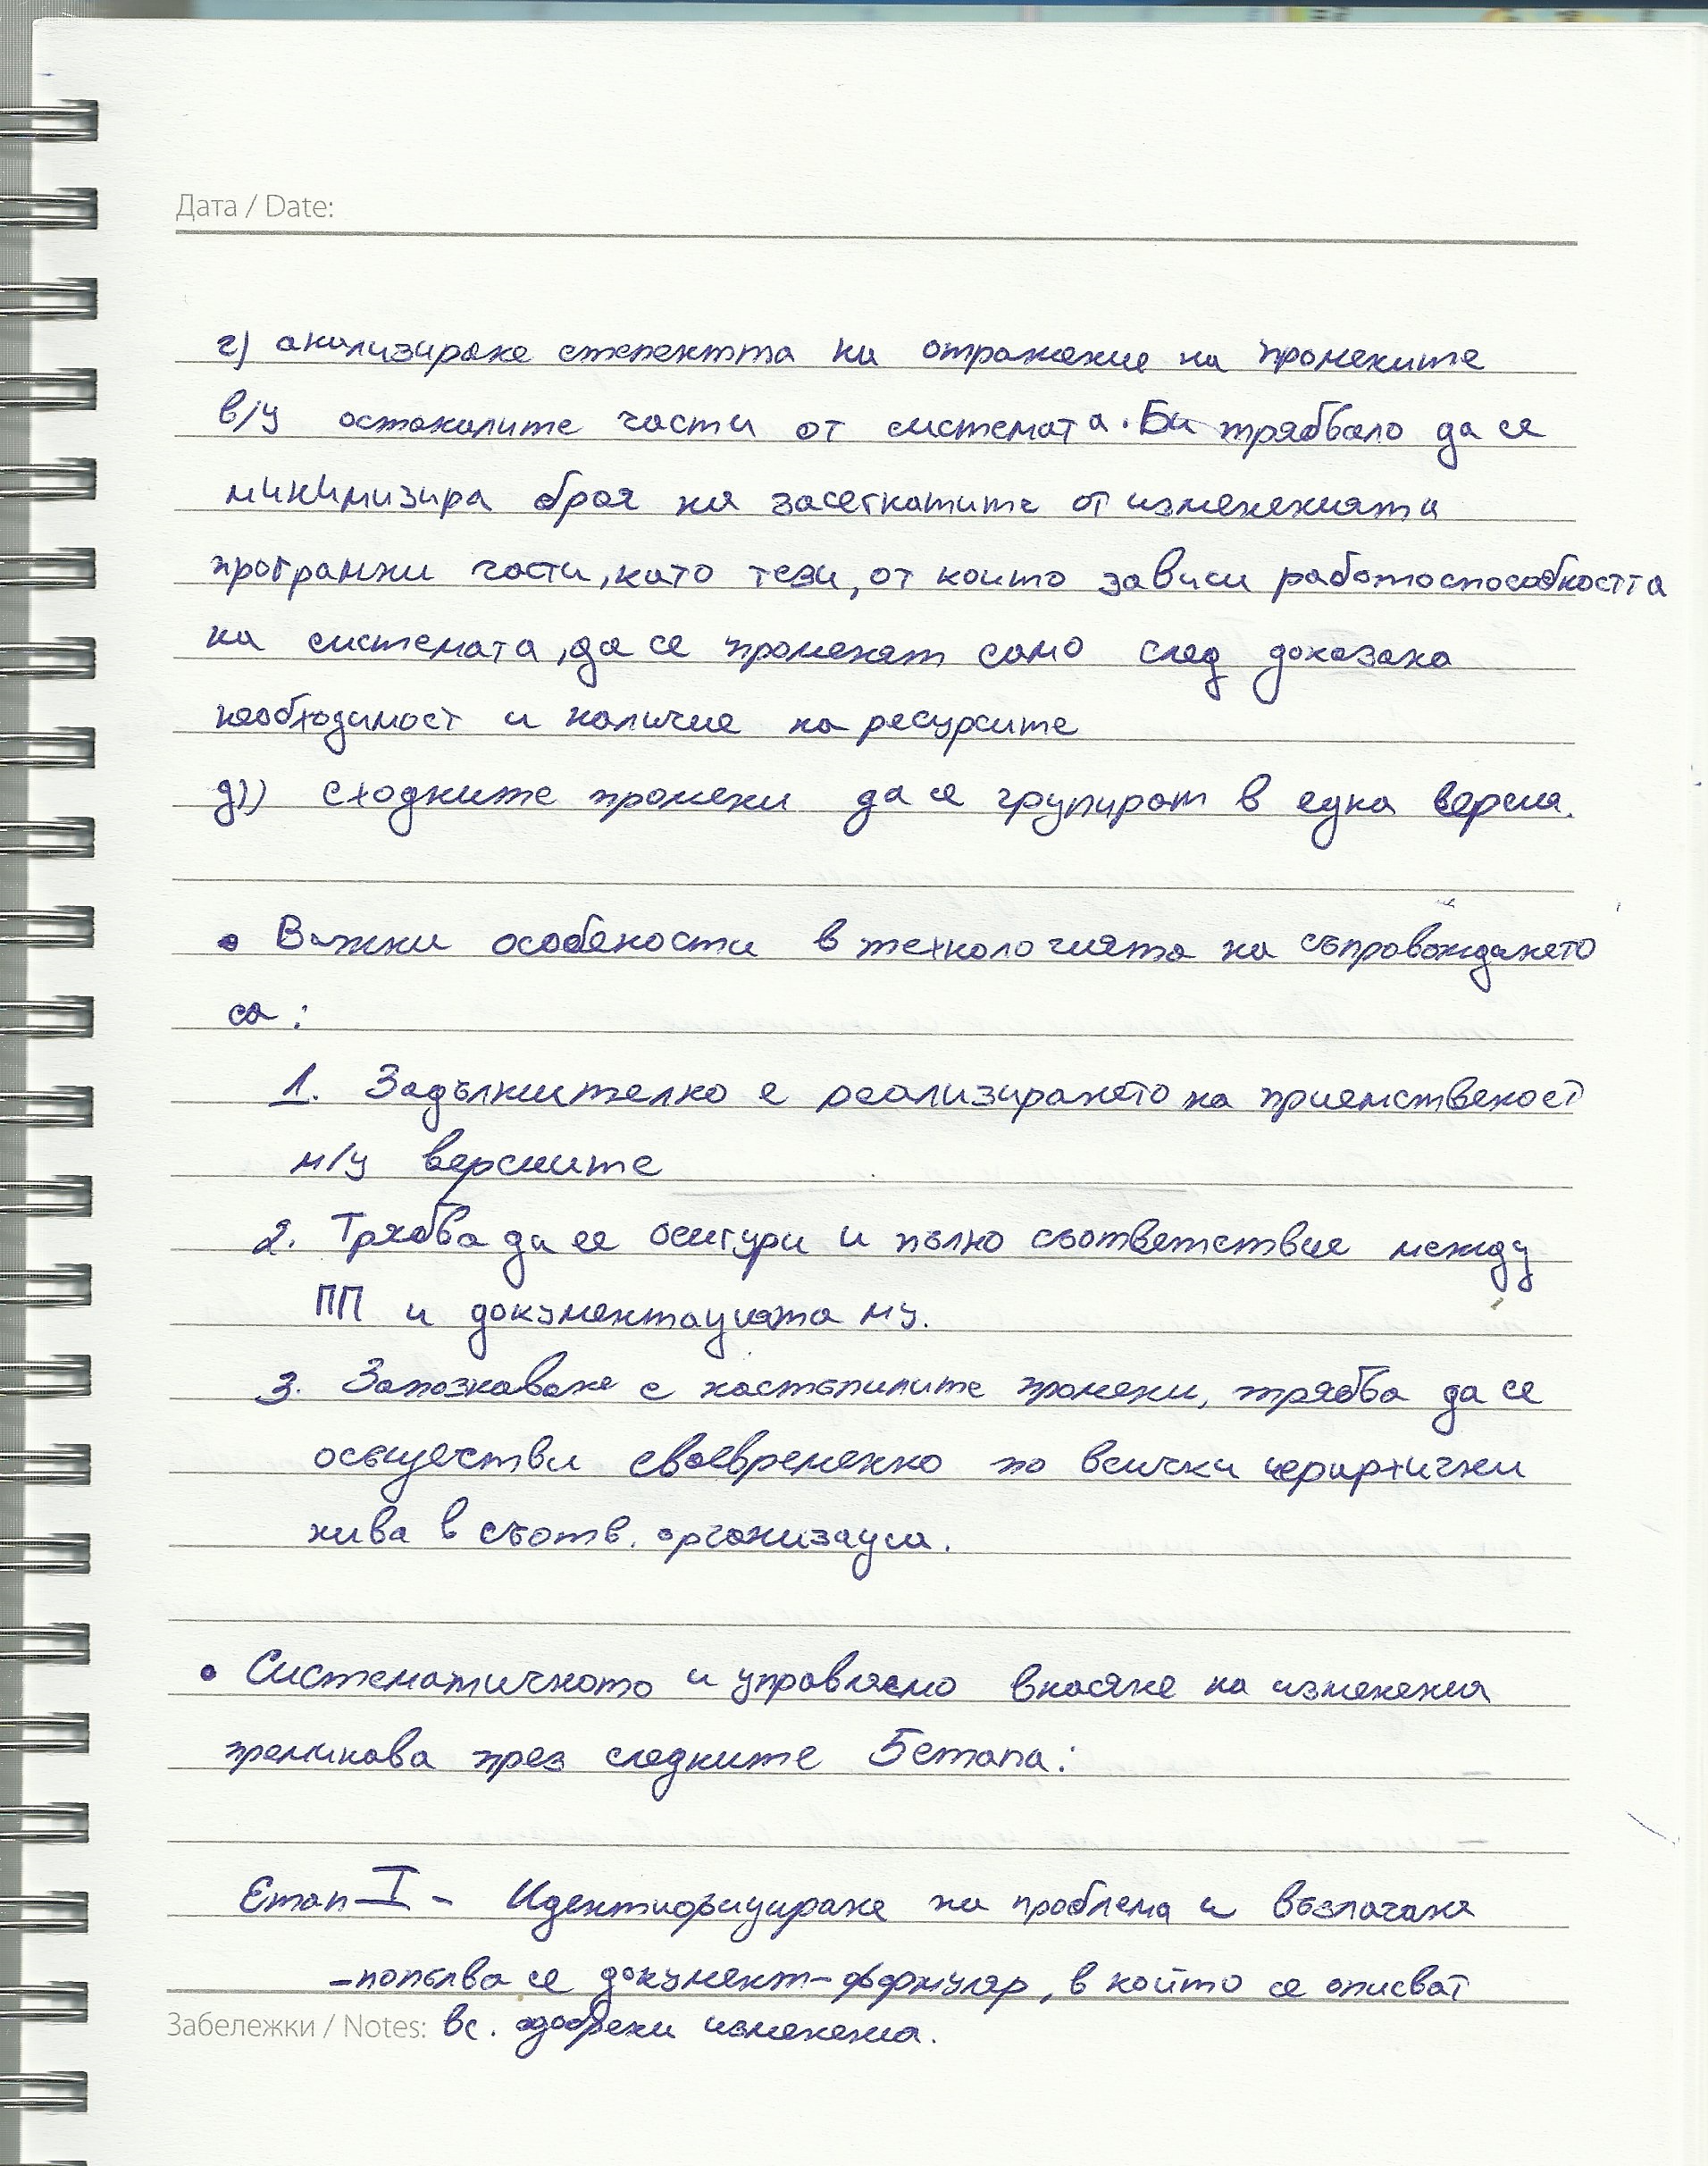 Дата / Date:
г) анализиране степентта на отражение на промените
в/у останалите части от системата. Би трябвало да се
минимизира броя на засегнатите от измененията
програмни части, като тези, от които зависи работоспособността
на системата, да се променят само след доказана
необходимост и наличие на ресурсите
д)) сходните промени да се групират в една версия.
• Важни особености в технологията на съпровождането
са:
1. Задължително е реализирането на приемственост
м/у версиите
2. Трябва да се осигури и пълно съответствие между
ПП и документацията му.
3. Запознаване с настъпилите промени, трябва да се
осъществи своевременно по всички йерархични
нива в съотв. организация.
• Систематичното и управляемо внасяне на изменения
преминава през следните 5 етапа:
Етап I - Идентифициране на проблема и възлагане
-попълва се документ-формуляр, в който се описват
Забележки / Notes: вс. одобрени изменения.